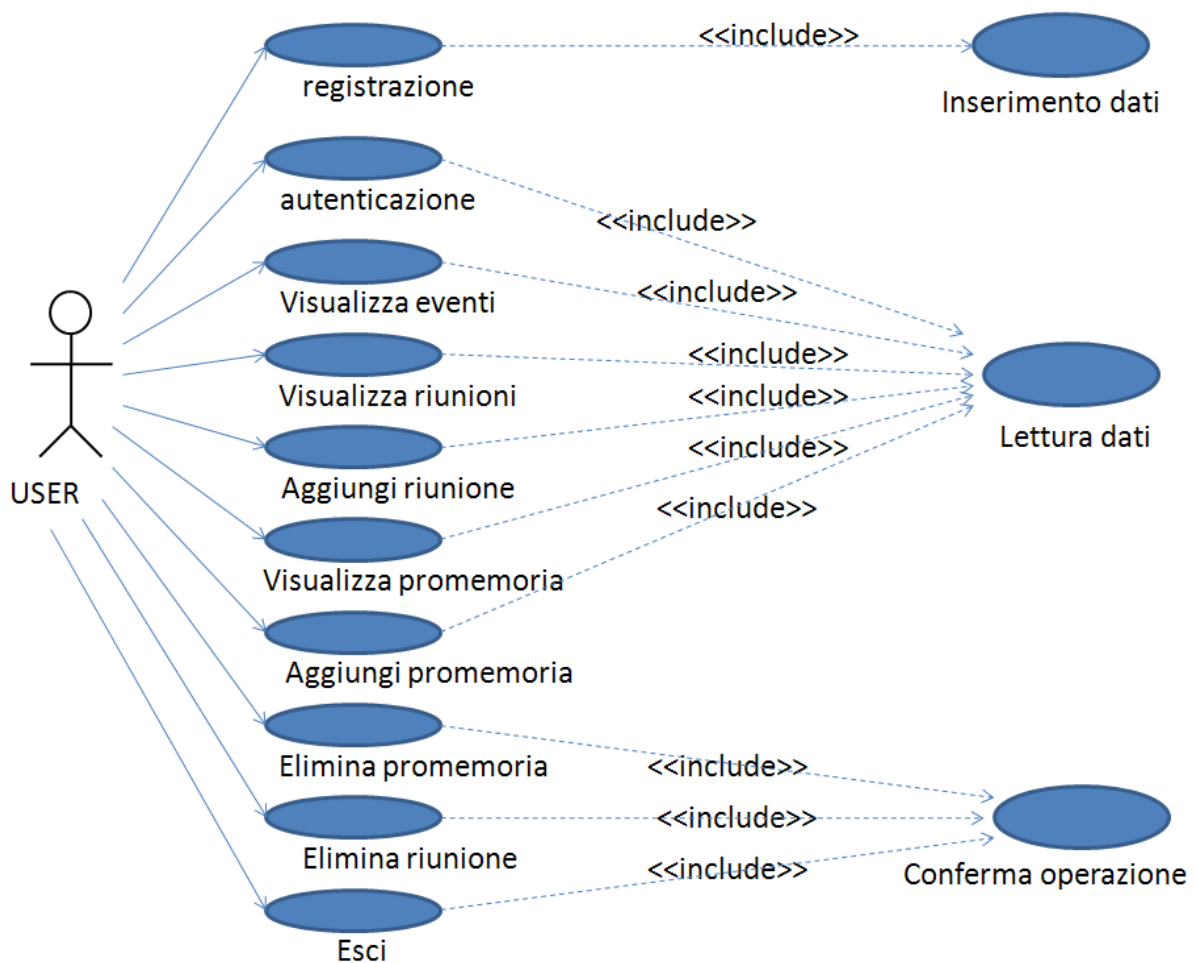 <<include>>
registrazione
Inserimento dati
autenticazione
<<include>>
<<include>>
Visualizza eventi
<<include>>
Visualizza riunioni
<<include>>
Lettura dati
<<include>>
Aggiungi riunione
USER
<<include>>
Visualizza promemoria
Aggiungi promemoria
Elimina promemoria
<<include>>
<<include>>
Elimina riunione
<<include>>
Conferma operazione
Esci